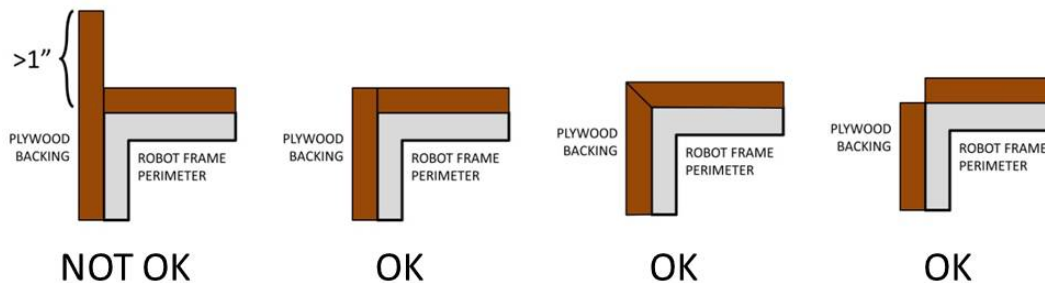 >1”
PLYWOOD
BACKING
ROBOT FRAME
PERIMETER
NOT OK
PLYWOOD
BACKING
ROBOT FRAME
PERIMETER
OK
PLYWOOD
BACKING
ROBOT FRAME
PERIMETER
OK
PLYWOOD
BACKING
ROBOT FRAME
PERIMETER
OK